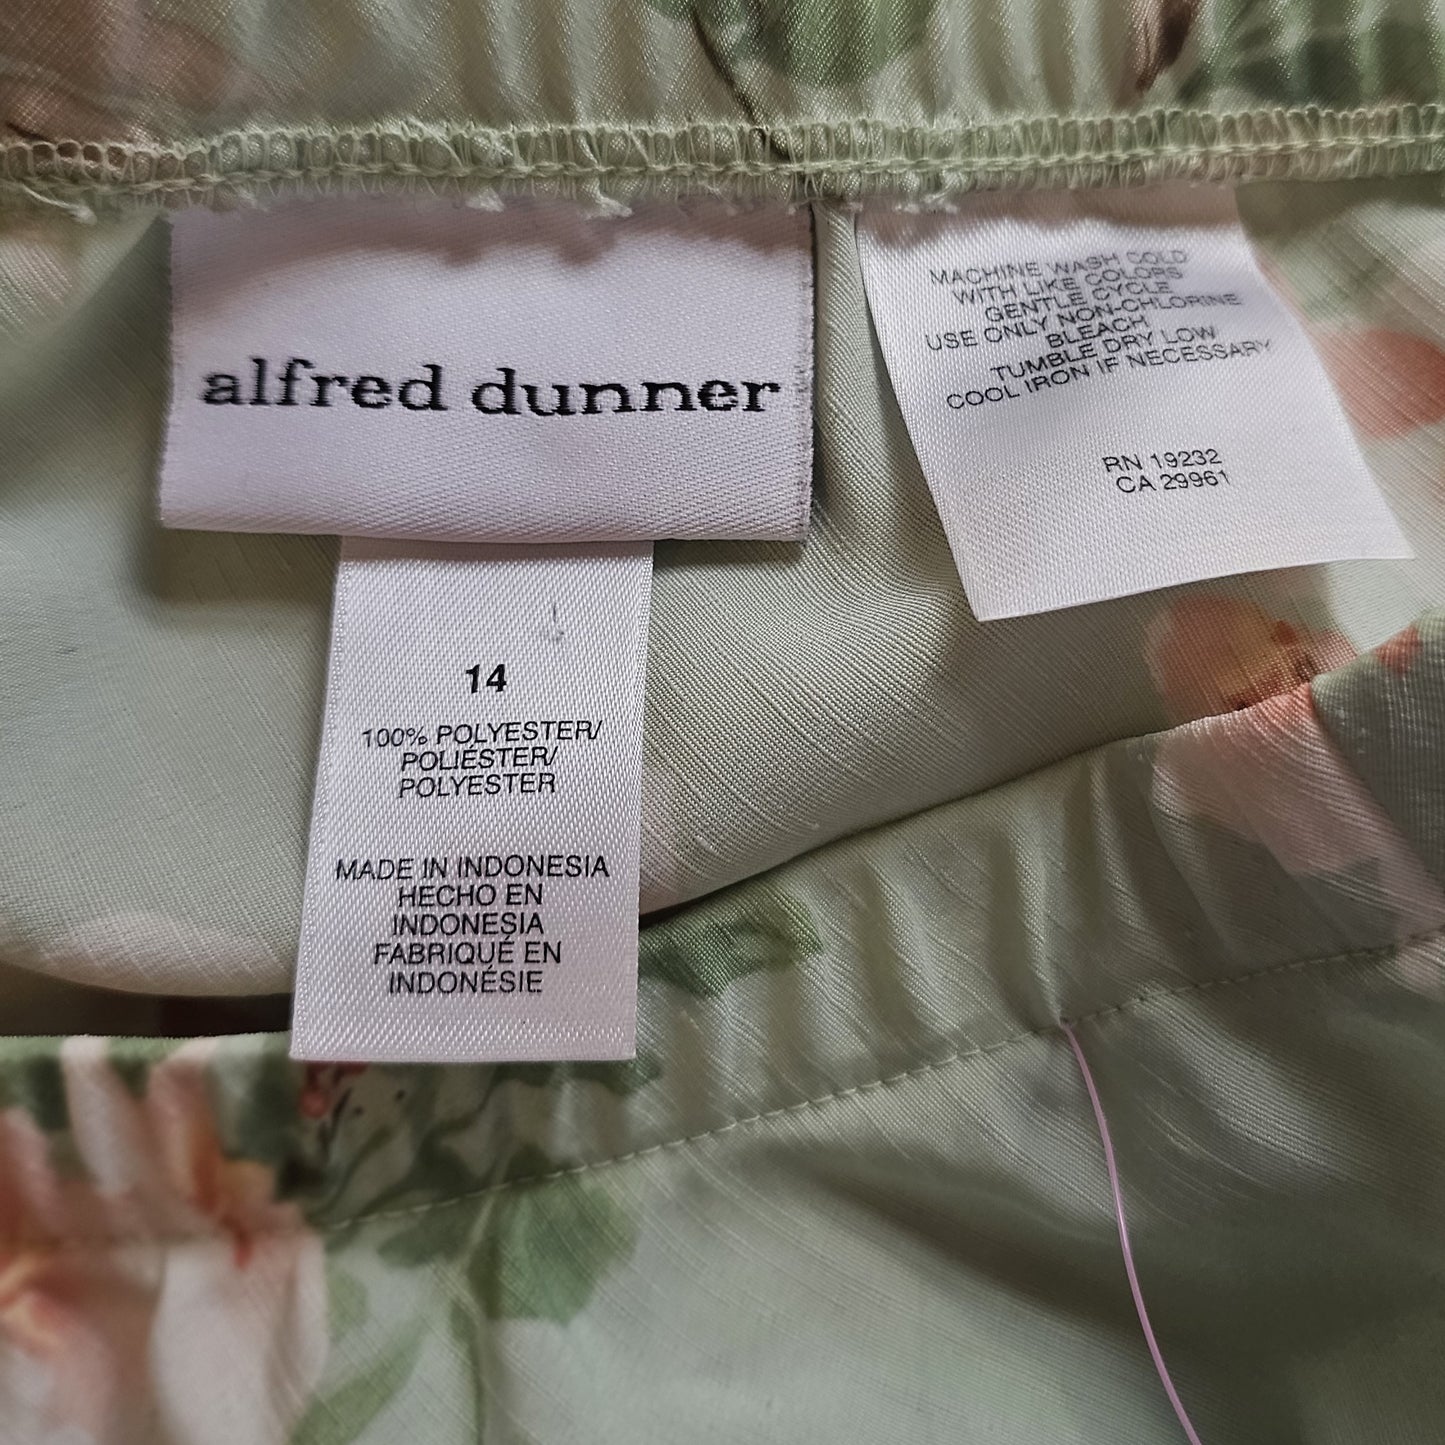 alfred dunner
14
100% POLYESTER/
POLIÉSTER/
POLYESTER
MADE IN INDONESIA
HECHO EN
INDONESIA
FABRIQUÉ EN
INDONÉSIE
MACHINE WASH COLD
WITH LIKE COLORS
GENTLE CYCLE
USE ONLY NON-CHLORINE
BLEACH
TUMBLE DRY LOW
COOL IRON IF NECESSARY
RN 19232
CA 29961